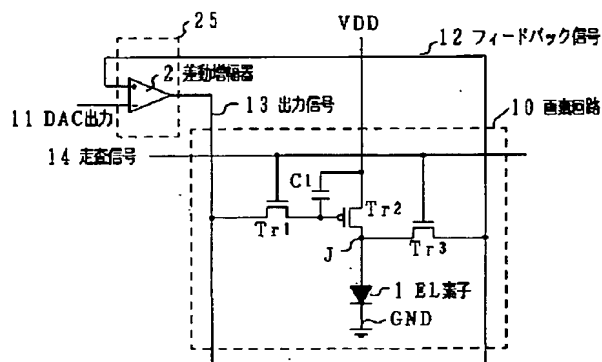 25
VDD
12 フィードバック信号
2 差動増幅器
11 DAC出力
13 出力信号
10 画素回路
14 走査信号
C1
Tr2
Tr1
J
Tr3
1 EL素子
GND